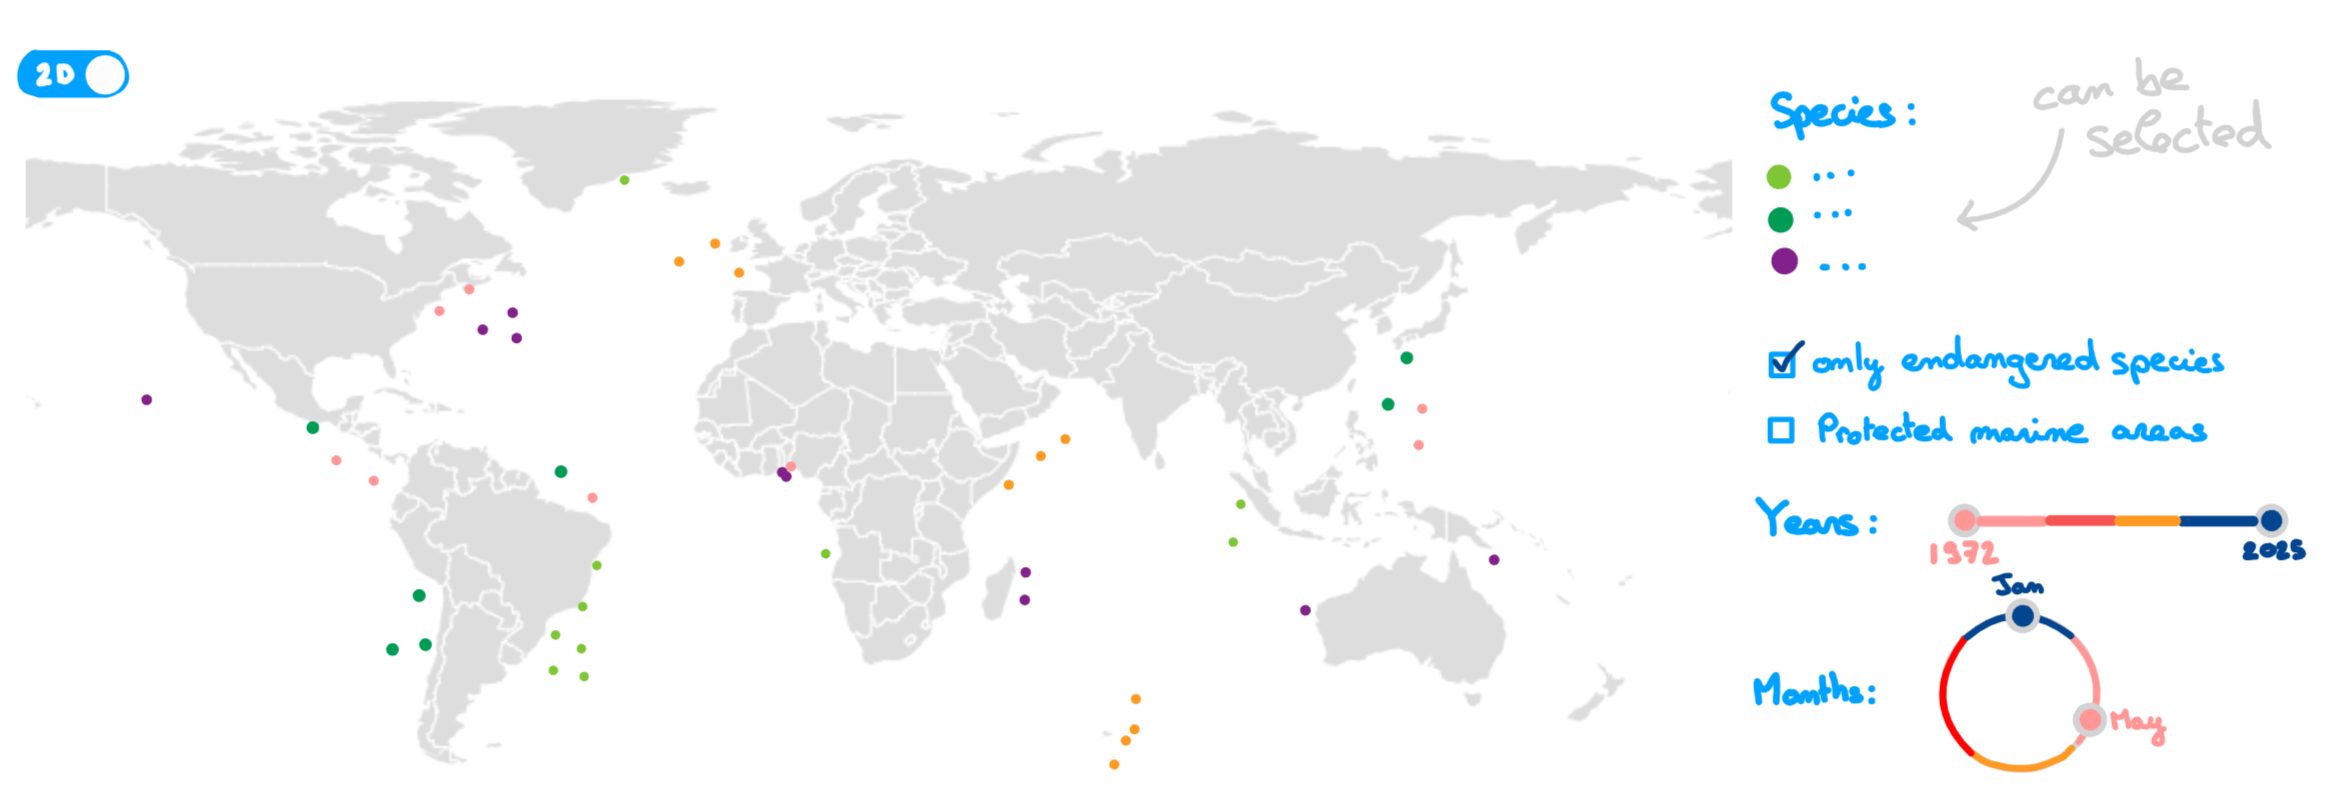 2D
can be
selected
Species:
...
...
...
only endangered species
Protected marine areas
Years:
1972
2025
Jan
Months:
May